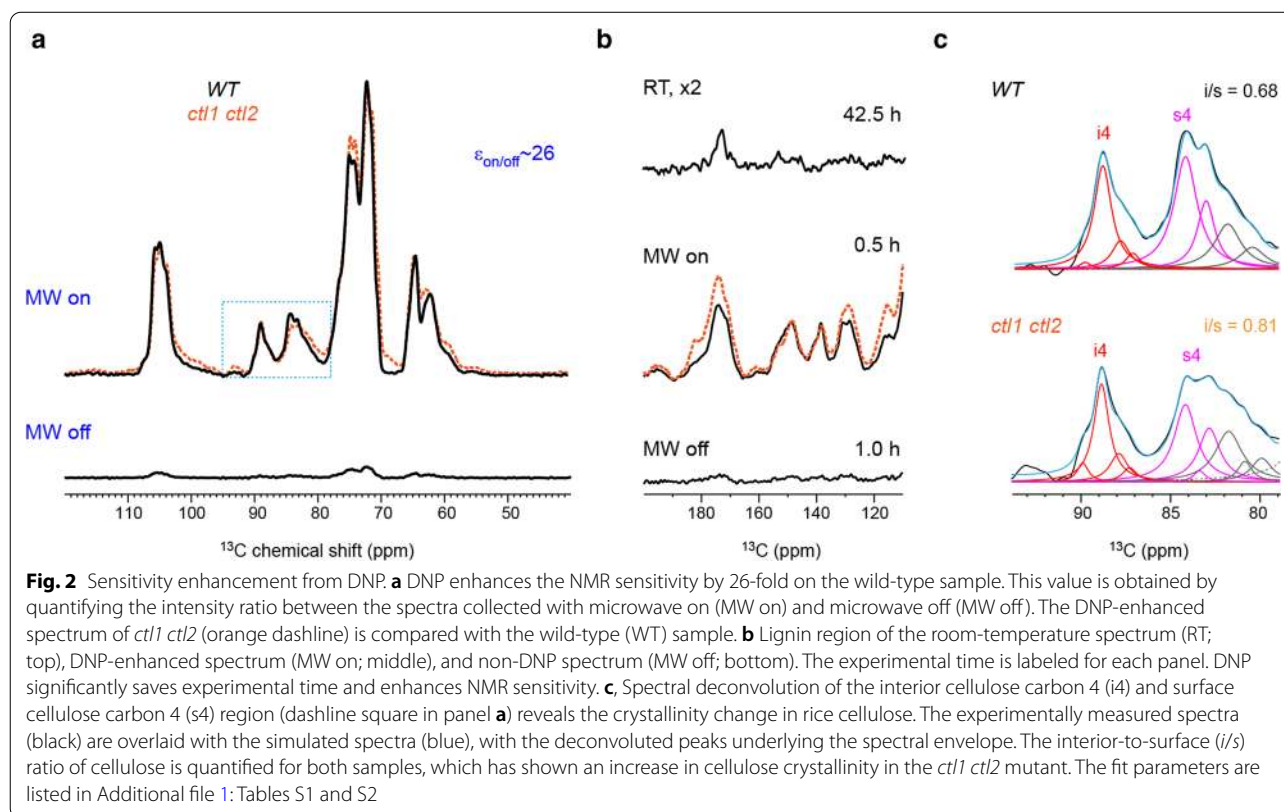 a
WT
ctl1 ctl2
εon/off~26
MW on
MW off
110 100 90 80 70 60 50
¹³C chemical shift (ppm)
b
RT, x2
42.5 h
MW on
0.5 h
MW off
1.0 h
180 160 140 120
¹³C (ppm)
c
WT
i/s = 0.68
i4
s4
ctl1 ctl2
i/s = 0.81
i4
s4
90 85 80
¹³C (ppm)
Fig. 2 Sensitivity enhancement from DNP. a DNP enhances the NMR sensitivity by 26-fold on the wild-type sample. This value is obtained by
quantifying the intensity ratio between the spectra collected with microwave on (MW on) and microwave off (MW off). The DNP-enhanced
spectrum of ctl1 ctl2 (orange dashline) is compared with the wild-type (WT) sample. b Lignin region of the room-temperature spectrum (RT;
top), DNP-enhanced spectrum (MW on; middle), and non-DNP spectrum (MW off; bottom). The experimental time is labeled for each panel. DNP
significantly saves experimental time and enhances NMR sensitivity. c, Spectral deconvolution of the interior cellulose carbon 4 (i4) and surface
cellulose carbon 4 (s4) region (dashline square in panel a) reveals the crystallinity change in rice cellulose. The experimentally measured spectra
(black) are overlaid with the simulated spectra (blue), with the deconvoluted peaks underlying the spectral envelope. The interior-to-surface (i/s)
ratio of cellulose is quantified for both samples, which has shown an increase in cellulose crystallinity in the ctl1 ctl2 mutant. The fit parameters are
listed in Additional file 1: Tables S1 and S2